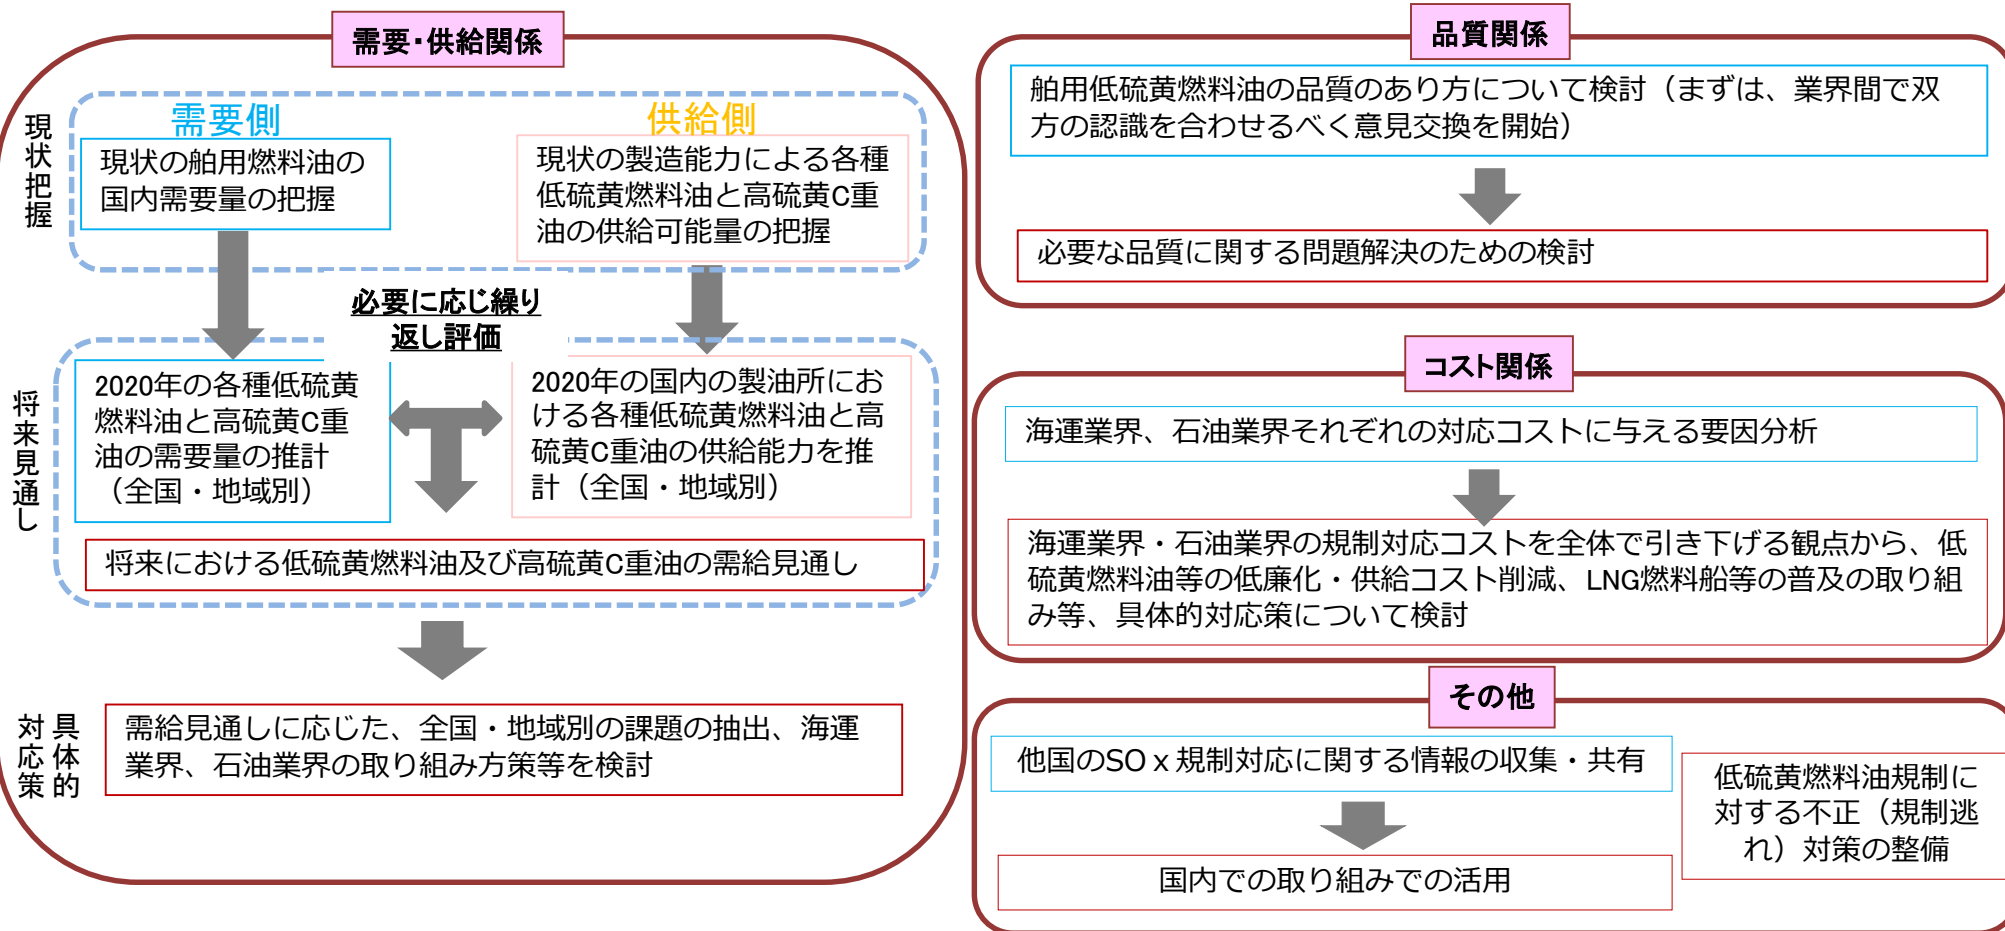 需要・供給関係
現状把握
需要側
現状の舶用燃料油の
国内需要量の把握
供給側
現状の製造能力による各種
低硫黄燃料油と高硫黄C重
油の供給可能量の把握
必要に応じ繰り
返し評価
将来見通し
2020年の各種低硫黄
燃料油と高硫黄C重
油の需要量の推計
（全国・地域別）
2020年の国内の製油所にお
ける各種低硫黄燃料油と高
硫黄C重油の供給能力を推
計（全国・地域別）
将来における低硫黄燃料油及び高硫黄C重油の需給見通し
具体的
対応策
需給見通しに応じた、全国・地域別の課題の抽出、海運
業界、石油業界の取り組み方策等を検討
品質関係
舶用低硫黄燃料油の品質のあり方について検討（まずは、業界間で双
方の認識を合わせるべく意見交換を開始）
必要な品質に関する問題解決のための検討
コスト関係
海運業界、石油業界それぞれの対応コストに与える要因分析
海運業界・石油業界の規制対応コストを全体で引き下げる観点から、低
硫黄燃料油等の低廉化・供給コスト削減、LNG燃料船等の普及の取り組
み等、具体的対応策について検討
その他
他国のSOｘ規制対応に関する情報の収集・共有
国内での取り組みでの活用
低硫黄燃料油規制に
対する不正（規制逃
れ）対策の整備